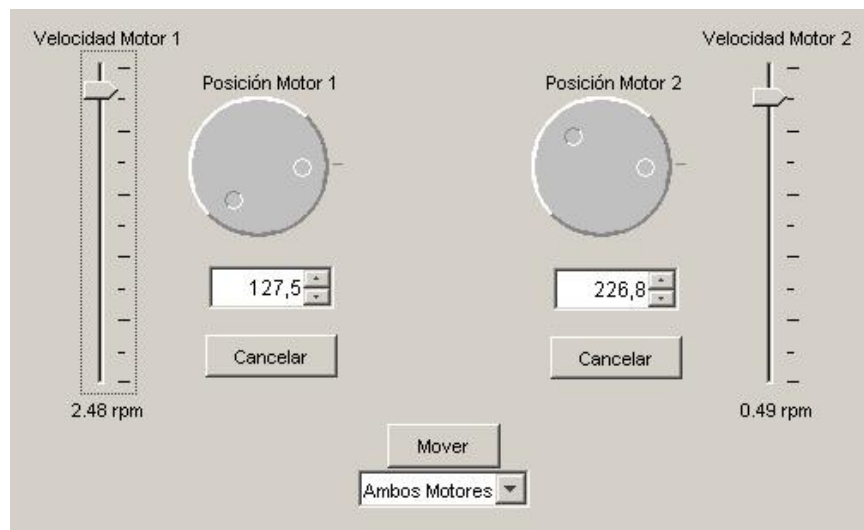 Velocidad Motor 1
Velocidad Motor 2
Posición Motor 1
Posición Motor 2
127,5
226,8
Cancelar
Cancelar
2.48 rpm
0.49 rpm
Mover
Ambos Motores